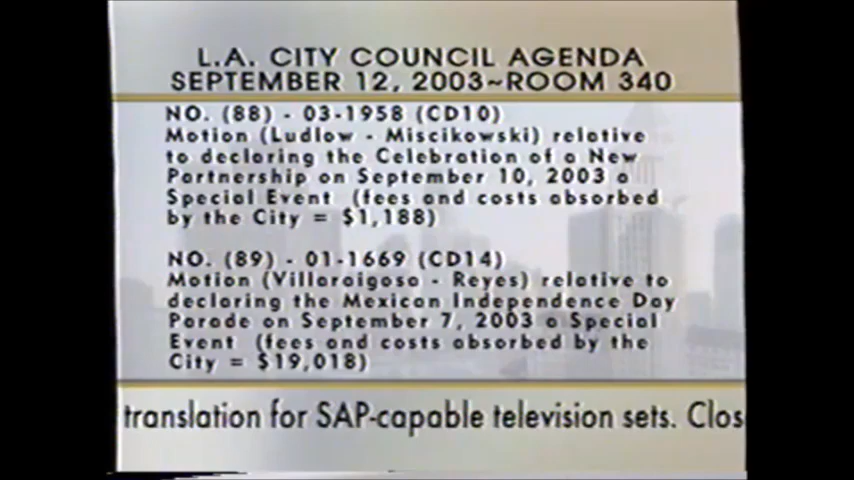 L.A. CITY COUNCIL AGENDA
SEPTEMBER 12, 2003~ROOM 340
NO. (88) - 03-1958 (CD10)
Motion (Ludlow - Miscikowski) relative
to declaring the Celebration of a New
Partnership on September 10, 2003 a
Special Event (fees and costs absorbed
by the City = $1,188)
NO. (89) - 01-1669 (CD14)
Motion (Villaraigosa - Reyes) relative to
declaring the Mexican Independence Day
Parade on September 7, 2003 a Special
Event (fees and costs absorbed by the
City = $19,018)
translation for SAP-capable television sets. Clos